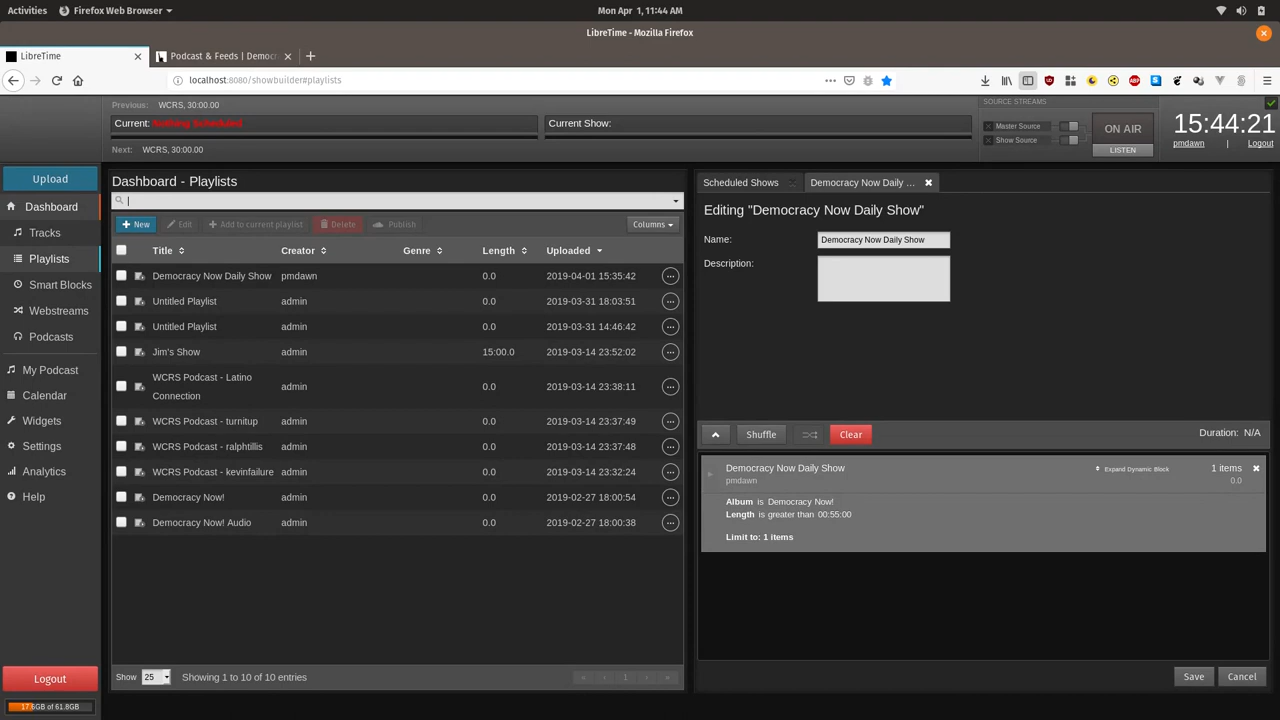 Activities
Firefox Web Browser
Mon Apr 1, 11:44 AM
LibreTime - Mozilla Firefox
LibreTime
Podcast & Feeds | Democ
localhost:8080/showbuilder#playlists
Previous: WCRS, 30:00.00
Current: Nothing Scheduled
Next: WCRS, 30:00.00
Current Show:
SOURCE STREAMS
Master Source
Show Source
ON AIR
LISTEN
15:44:21
pmdawn | Logout
Upload
Dashboard
Tracks
Playlists
Smart Blocks
Webstreams
Podcasts
My Podcast
Calendar
Widgets
Settings
Analytics
Help
Logout
17.6GB of 61.8GB
Dashboard - Playlists
New Edit Add to current playlist Delete Publish Columns
Title Creator Genre Length Uploaded
Democracy Now Daily Show pmdawn 0.0 2019-04-01 15:35:42
Untitled Playlist admin 0.0 2019-03-31 18:03:51
Untitled Playlist admin 0.0 2019-03-31 14:46:42
Jim's Show admin 15:00.0 2019-03-14 23:52:02
WCRS Podcast - Latino
Connection admin 0.0 2019-03-14 23:38:11
WCRS Podcast - turnitup admin 0.0 2019-03-14 23:37:49
WCRS Podcast - ralphtillis admin 0.0 2019-03-14 23:37:48
WCRS Podcast - kevinfailure admin 0.0 2019-03-14 23:32:24
Democracy Now! admin 0.0 2019-02-27 18:00:54
Democracy Now! Audio admin 0.0 2019-02-27 18:00:38
Show 25 Showing 1 to 10 of 10 entries
« ‹ 1 › »
Scheduled Shows
Democracy Now Daily ...
Editing "Democracy Now Daily Show"
Name: Democracy Now Daily Show
Description:
Shuffle Clear
Duration: N/A
Democracy Now Daily Show Expand Dynamic Block 1 items
pmdawn 0.0
Album is Democracy Now!
Length is greater than 00:55:00
Limit to: 1 items
Save Cancel